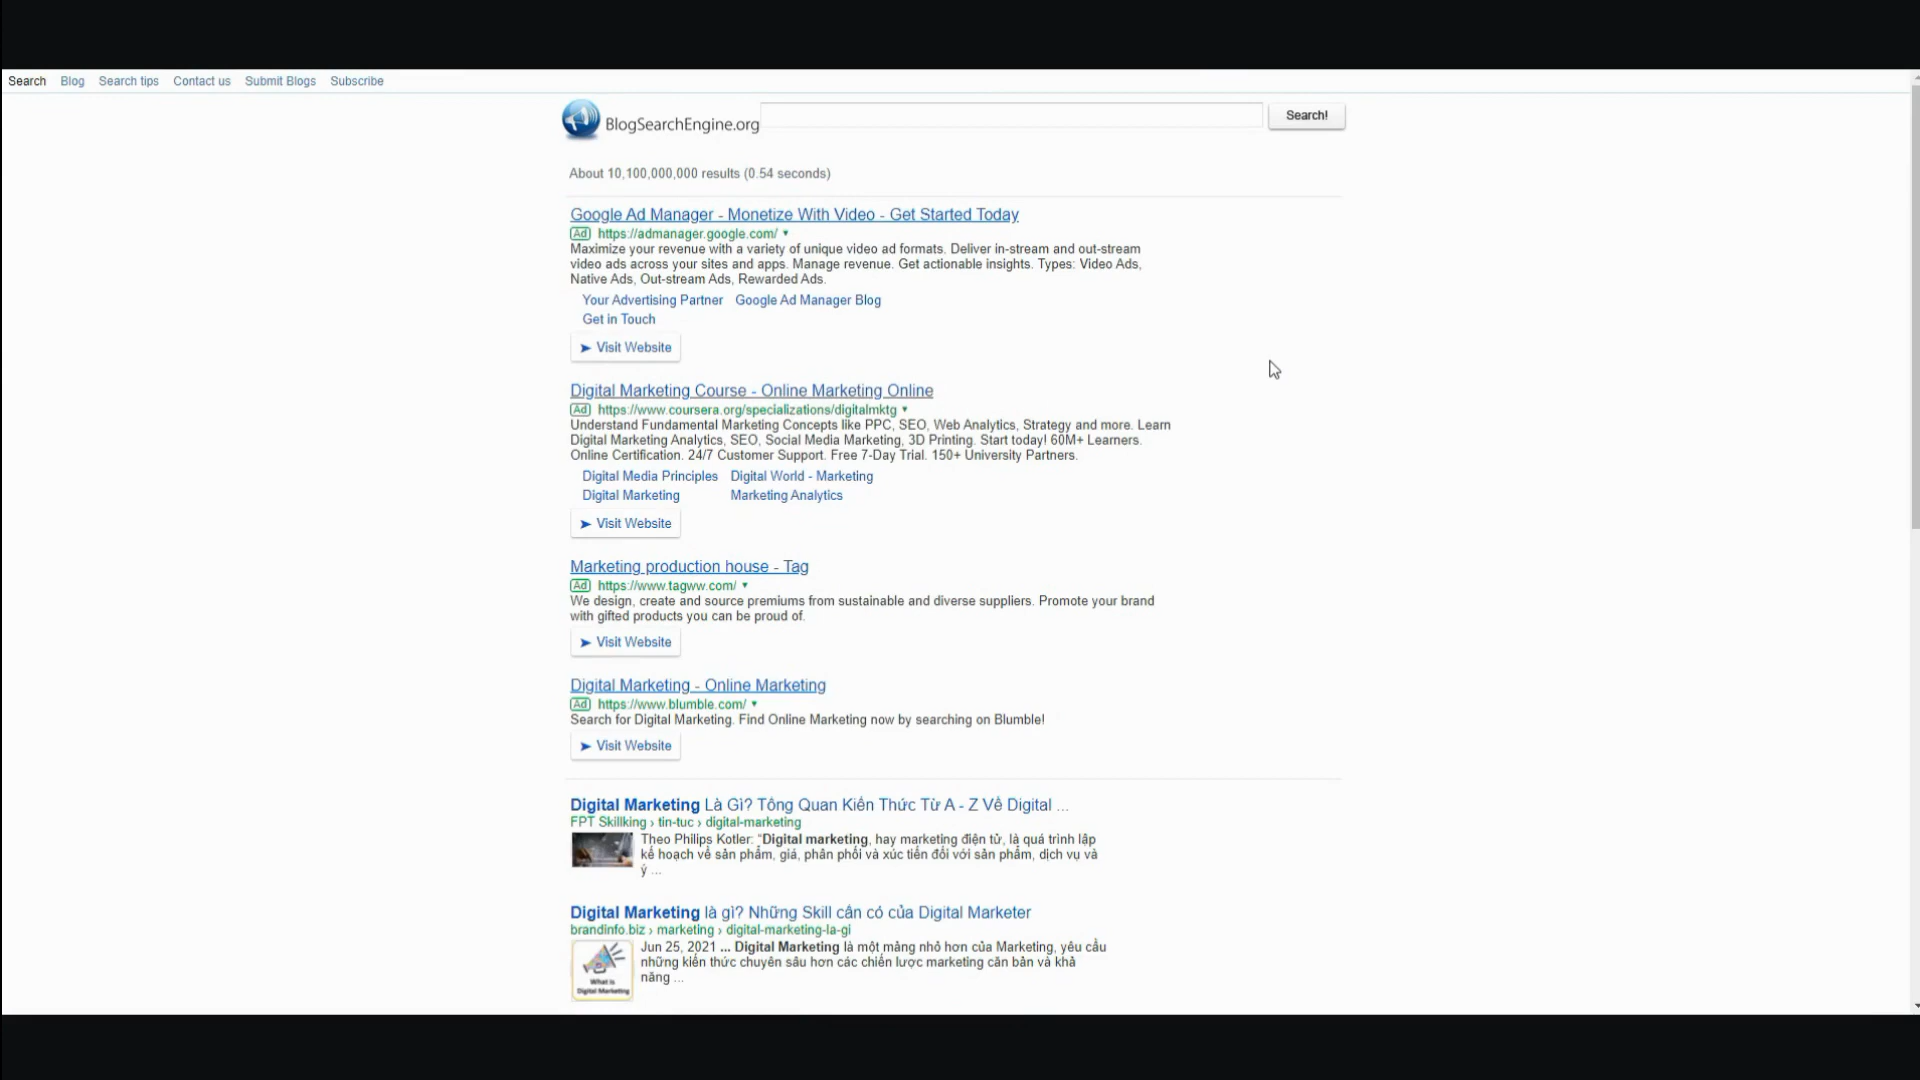 Search Blog Search tips Contact us Submit Blogs Subscribe
BlogSearchEngine.org
Search!
About 10,100,000,000 results (0.54 seconds)
Google Ad Manager - Monetize With Video - Get Started Today
Ad https://admanager.google.com/
Maximize your revenue with a variety of unique video ad formats. Deliver in-stream and out-stream
video ads across your sites and apps. Manage revenue. Get actionable insights. Types: Video Ads,
Native Ads, Out-stream Ads, Rewarded Ads.
Your Advertising Partner Google Ad Manager Blog
Get in Touch
Visit Website
Digital Marketing Course - Online Marketing Online
Ad https://www.coursera.org/specializations/digitalmktg
Understand Fundamental Marketing Concepts like PPC, SEO, Web Analytics, Strategy and more. Learn
Digital Marketing Analytics, SEO, Social Media Marketing, 3D Printing. Start today! 60M+ Learners.
Online Certification. 24/7 Customer Support. Free 7-Day Trial. 150+ University Partners.
Digital Media Principles Digital World - Marketing
Digital Marketing Marketing Analytics
Visit Website
Marketing production house - Tag
Ad https://www.tagww.com/
We design, create and source premiums from sustainable and diverse suppliers. Promote your brand
with gifted products you can be proud of.
Visit Website
Digital Marketing - Online Marketing
Ad https://www.blumble.com/
Search for Digital Marketing. Find Online Marketing now by searching on Blumble!
Visit Website
Digital Marketing Là Gì? Tổng Quan Kiến Thức Từ A - Z Về Digital ...
FPT Skillking › tin-tuc › digital-marketing
Theo Philips Kotler: “Digital marketing, hay marketing điện tử, là quá trình lập
kế hoạch về sản phẩm, giá, phân phối và xúc tiến đối với sản phẩm, dịch vụ và
ý ...
Digital Marketing là gì? Những Skill cần có của Digital Marketer
brandinfo.biz › marketing › digital-marketing-la-gi
Jun 25, 2021 ... Digital Marketing là một mảng nhỏ hơn của Marketing, yêu cầu
những kiến thức chuyên sâu hơn các chiến lược marketing căn bản và khả
năng ...
What is
Digital Marketing